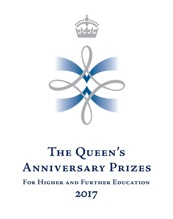 The Queen's
Anniversary Prizes
For Higher and Further Education
2017